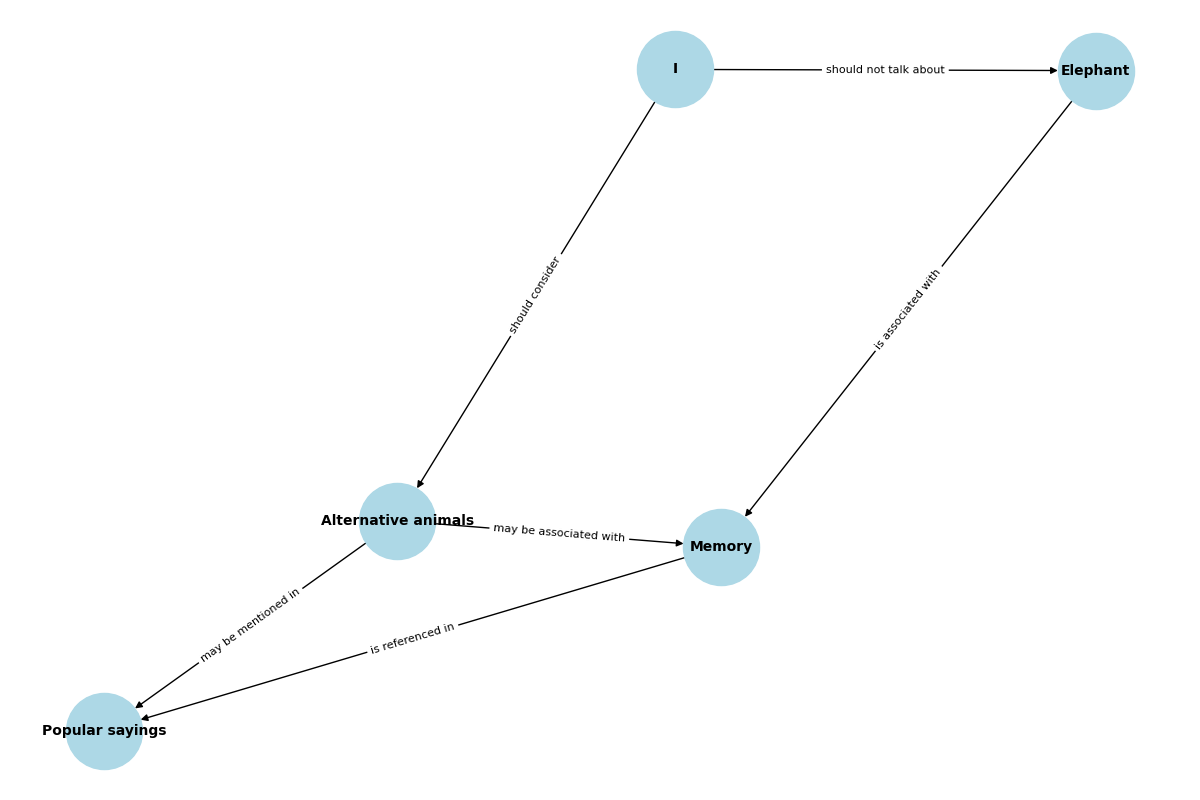 I
should not talk about
Elephant
should consider
is associated with
Alternative animals
may be associated with
Memory
may be mentioned in
is referenced in
Popular sayings